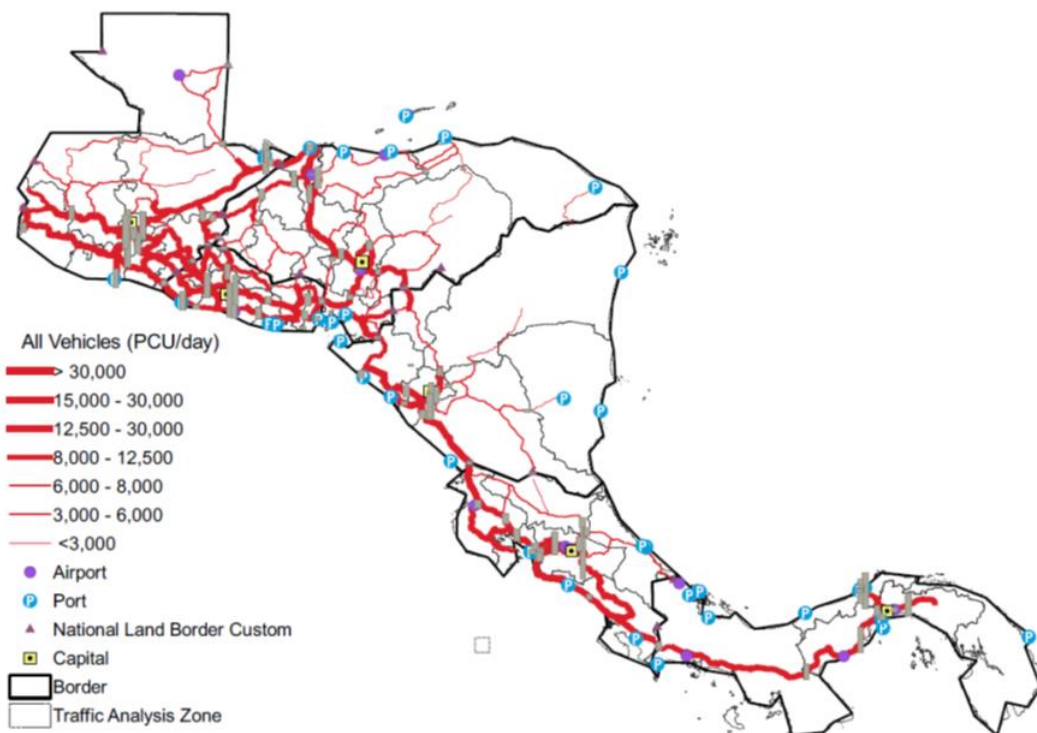 All Vehicles (PCU/day)
> 30,000
15,000 - 30,000
12,500 - 30,000
8,000 - 12,500
6,000 - 8,000
3,000 - 6,000
<3,000
Airport
P Port
National Land Border Custom
Capital
Border
Traffic Analysis Zone